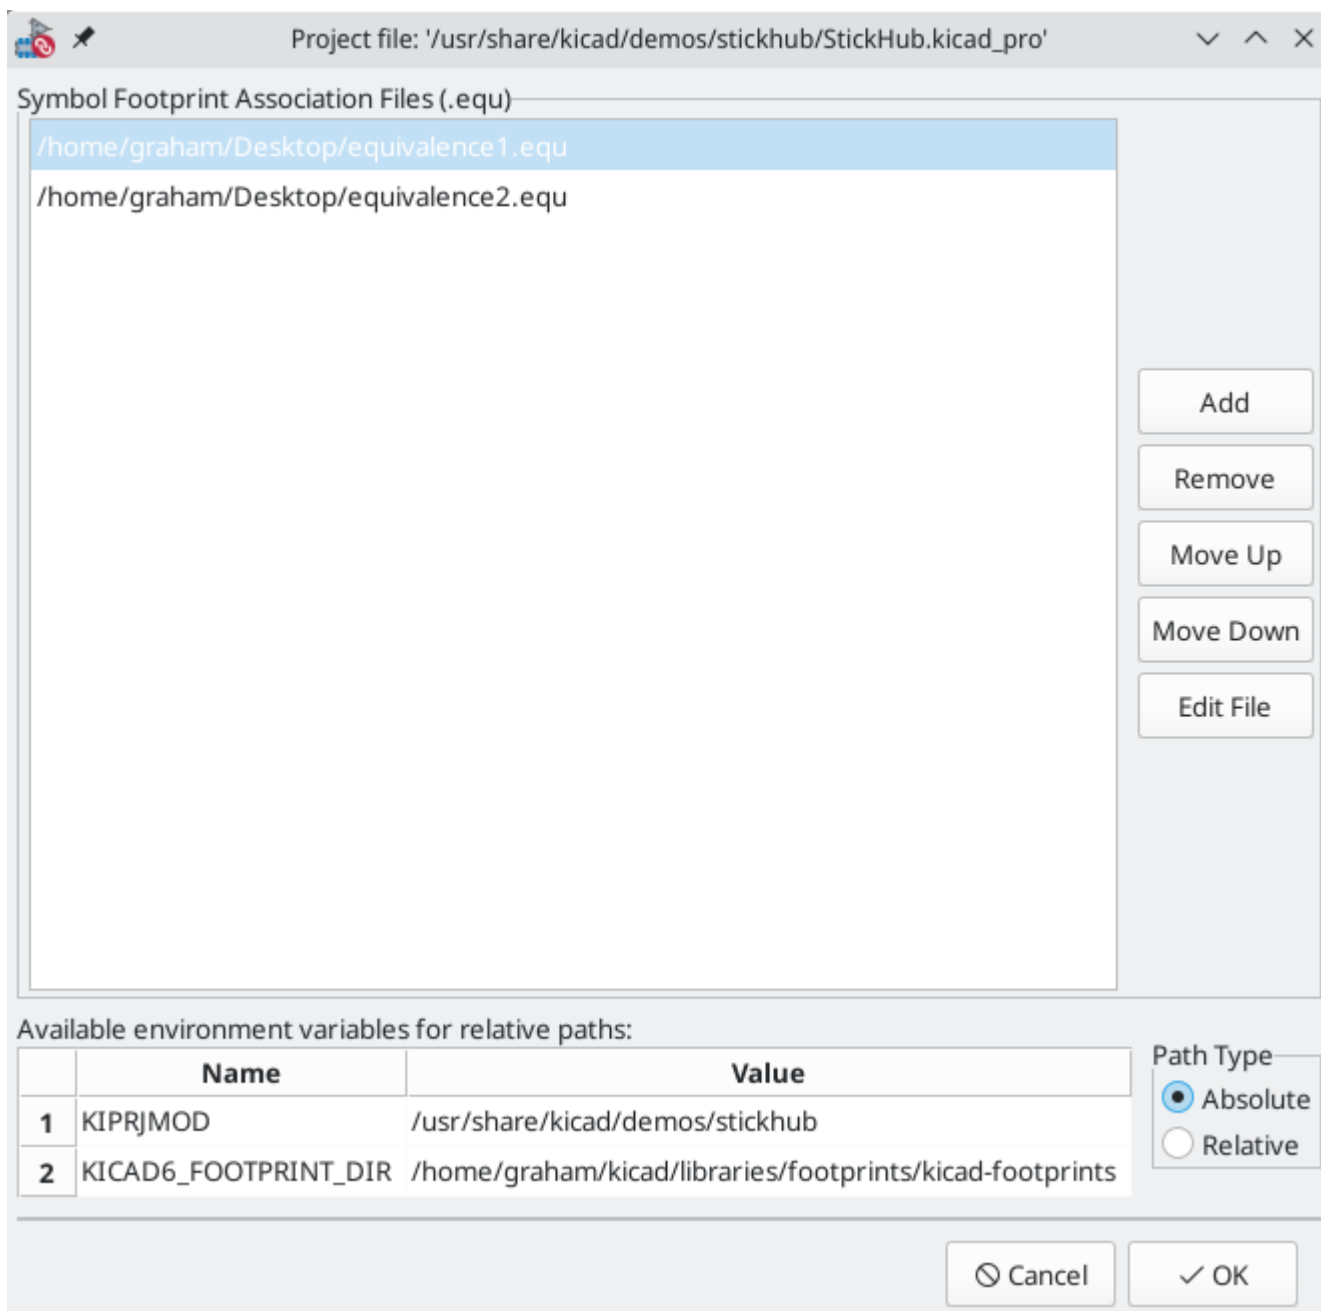 Project file: '/usr/share/kicad/demos/stickhub/StickHub.kicad_pro'
Symbol Footprint Association Files (.equ)
/home/graham/Desktop/equivalence1.equ
/home/graham/Desktop/equivalence2.equ
Add
Remove
Move Up
Move Down
Edit File
Available environment variables for relative paths:
Name Value
1 KIPRJMOD /usr/share/kicad/demos/stickhub
2 KICAD6_FOOTPRINT_DIR /home/graham/kicad/libraries/footprints/kicad-footprints
Path Type
Absolute
Relative
Cancel OK